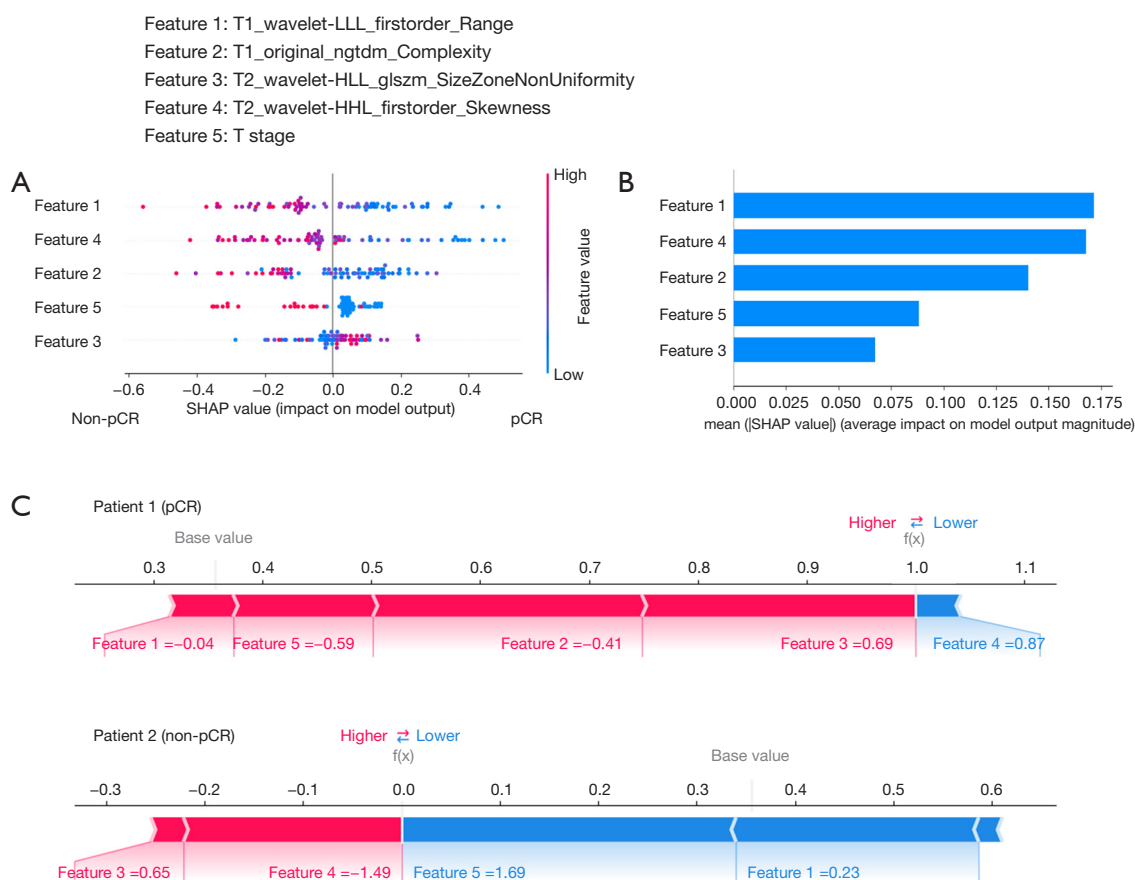 Feature 1: T1_wavelet-LLL_firstorder_Range
Feature 2: T1_original_ngtdm_Complexity
Feature 3: T2_wavelet-HLL_glszm_SizeZoneNonUniformity
Feature 4: T2_wavelet-HHL_firstorder_Skewness
Feature 5: T stage
A
Feature 1
Feature 4
Feature 2
Feature 5
Feature 3
−0.6 −0.4 −0.2 0.0 0.2 0.4
SHAP value (impact on model output)
Non-pCR pCR
High
Feature value
Low
B
Feature 1
Feature 4
Feature 2
Feature 5
Feature 3
0.000 0.025 0.050 0.075 0.100 0.125 0.150 0.175
mean (|SHAP value|) (average impact on model output magnitude)
C
Patient 1 (pCR)
Higher ⇄ Lower
Base value f(x)
0.3 0.4 0.5 0.6 0.7 0.8 0.9 1.0 1.1
Feature 1 =−0.04 Feature 5 =−0.59 Feature 2 =−0.41 Feature 3 =0.69 Feature 4 =0.87
Patient 2 (non-pCR)
Higher ⇄ Lower
f(x) Base value
−0.3 −0.2 −0.1 0.0 0.1 0.2 0.3 0.4 0.5 0.6
Feature 3 =0.65 Feature 4 =−1.49 Feature 5 =1.69 Feature 1 =0.23